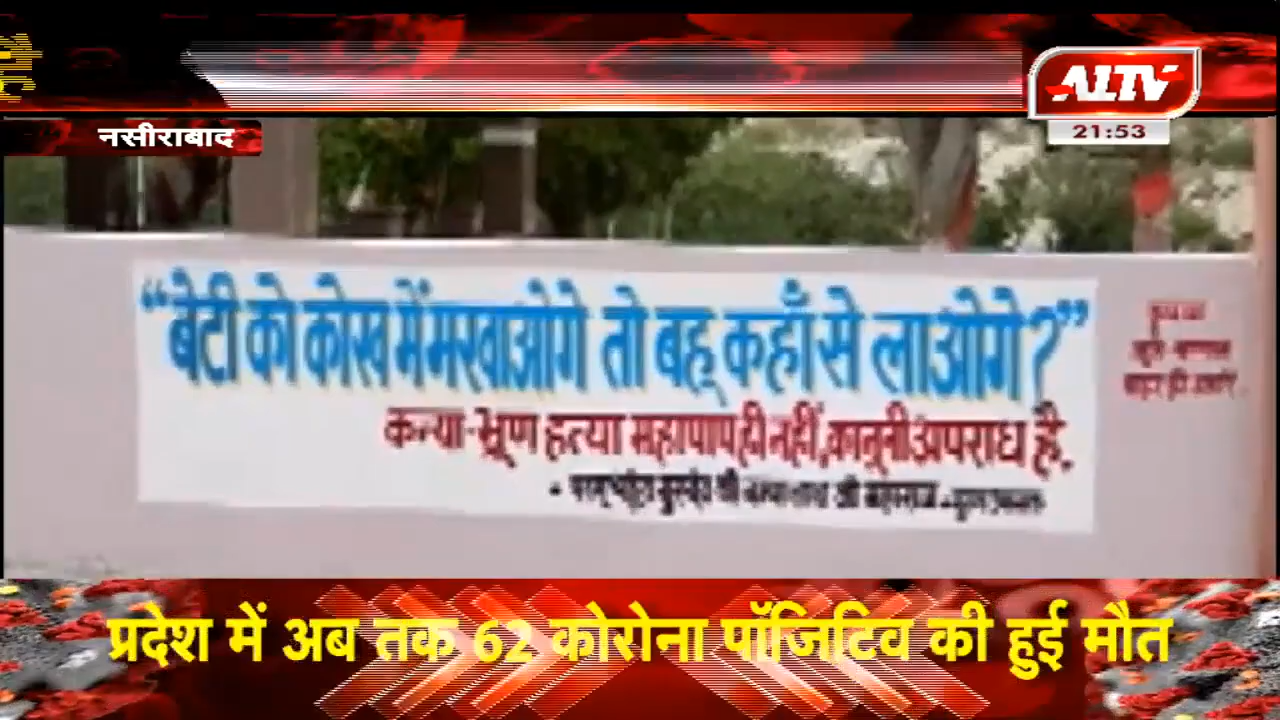 ALTV
21:53
नसीराबाद
“बेटी को कोख में मरवाओगे तो बहू कहाँ से लाओगे?”
कन्या-भ्रूण हत्या महापाप ही नहीं, कानूनी अपराध है.
प्रदेश में अब तक 62 कोरोना पॉजिटिव की हुई मौत